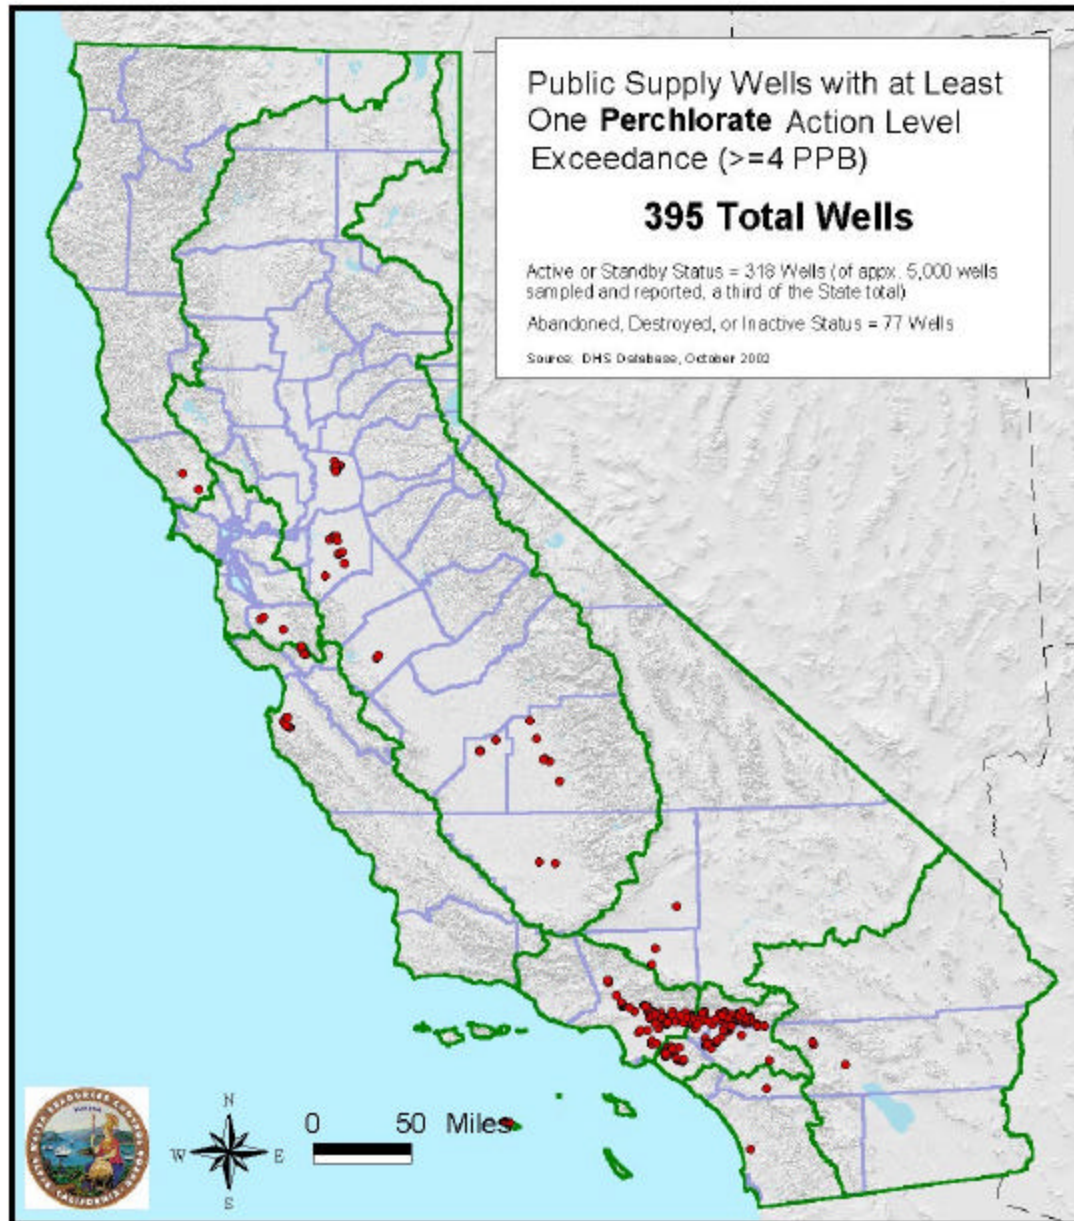 Public Supply Wells with at Least
One Perchlorate Action Level
Exceedance (>=4 PPB)
395 Total Wells
Active or Standby Status = 318 Wells (of appx. 5,000 wells
sampled and reported, a third of the State total)
Abandoned, Destroyed, or Inactive Status = 77 Wells
Source: DHS Database, October 2002
N
W E
S
0 50 Miles